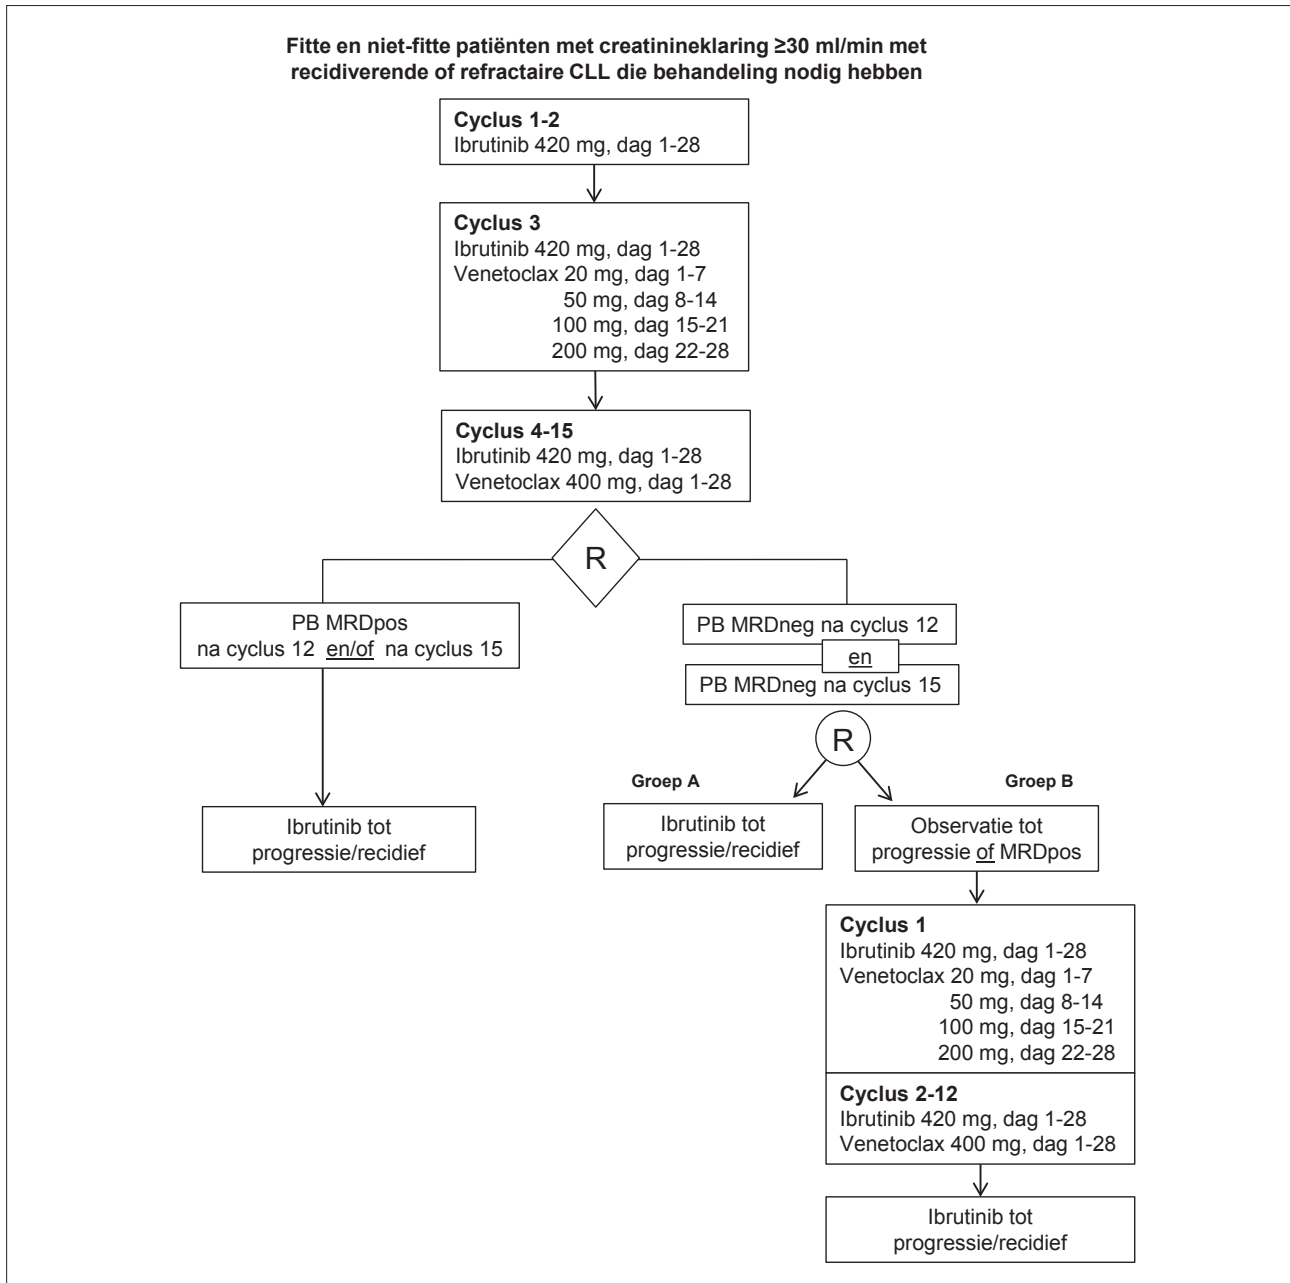 Fitte en niet-fitte patiënten met creatinineklaring ≥30 ml/min met
recidiverende of refractaire CLL die behandeling nodig hebben
Cyclus 1-2
Ibrutinib 420 mg, dag 1-28
Cyclus 3
Ibrutinib 420 mg, dag 1-28
Venetoclax 20 mg, dag 1-7
50 mg, dag 8-14
100 mg, dag 15-21
200 mg, dag 22-28
Cyclus 4-15
Ibrutinib 420 mg, dag 1-28
Venetoclax 400 mg, dag 1-28
R
PB MRDpos
na cyclus 12 en/of na cyclus 15
PB MRDneg na cyclus 12
en
PB MRDneg na cyclus 15
R
Groep A
Groep B
Ibrutinib tot
progressie/recidief
Ibrutinib tot
progressie/recidief
Observatie tot
progressie of MRDpos
Cyclus 1
Ibrutinib 420 mg, dag 1-28
Venetoclax 20 mg, dag 1-7
50 mg, dag 8-14
100 mg, dag 15-21
200 mg, dag 22-28
Cyclus 2-12
Ibrutinib 420 mg, dag 1-28
Venetoclax 400 mg, dag 1-28
Ibrutinib tot
progressie/recidief